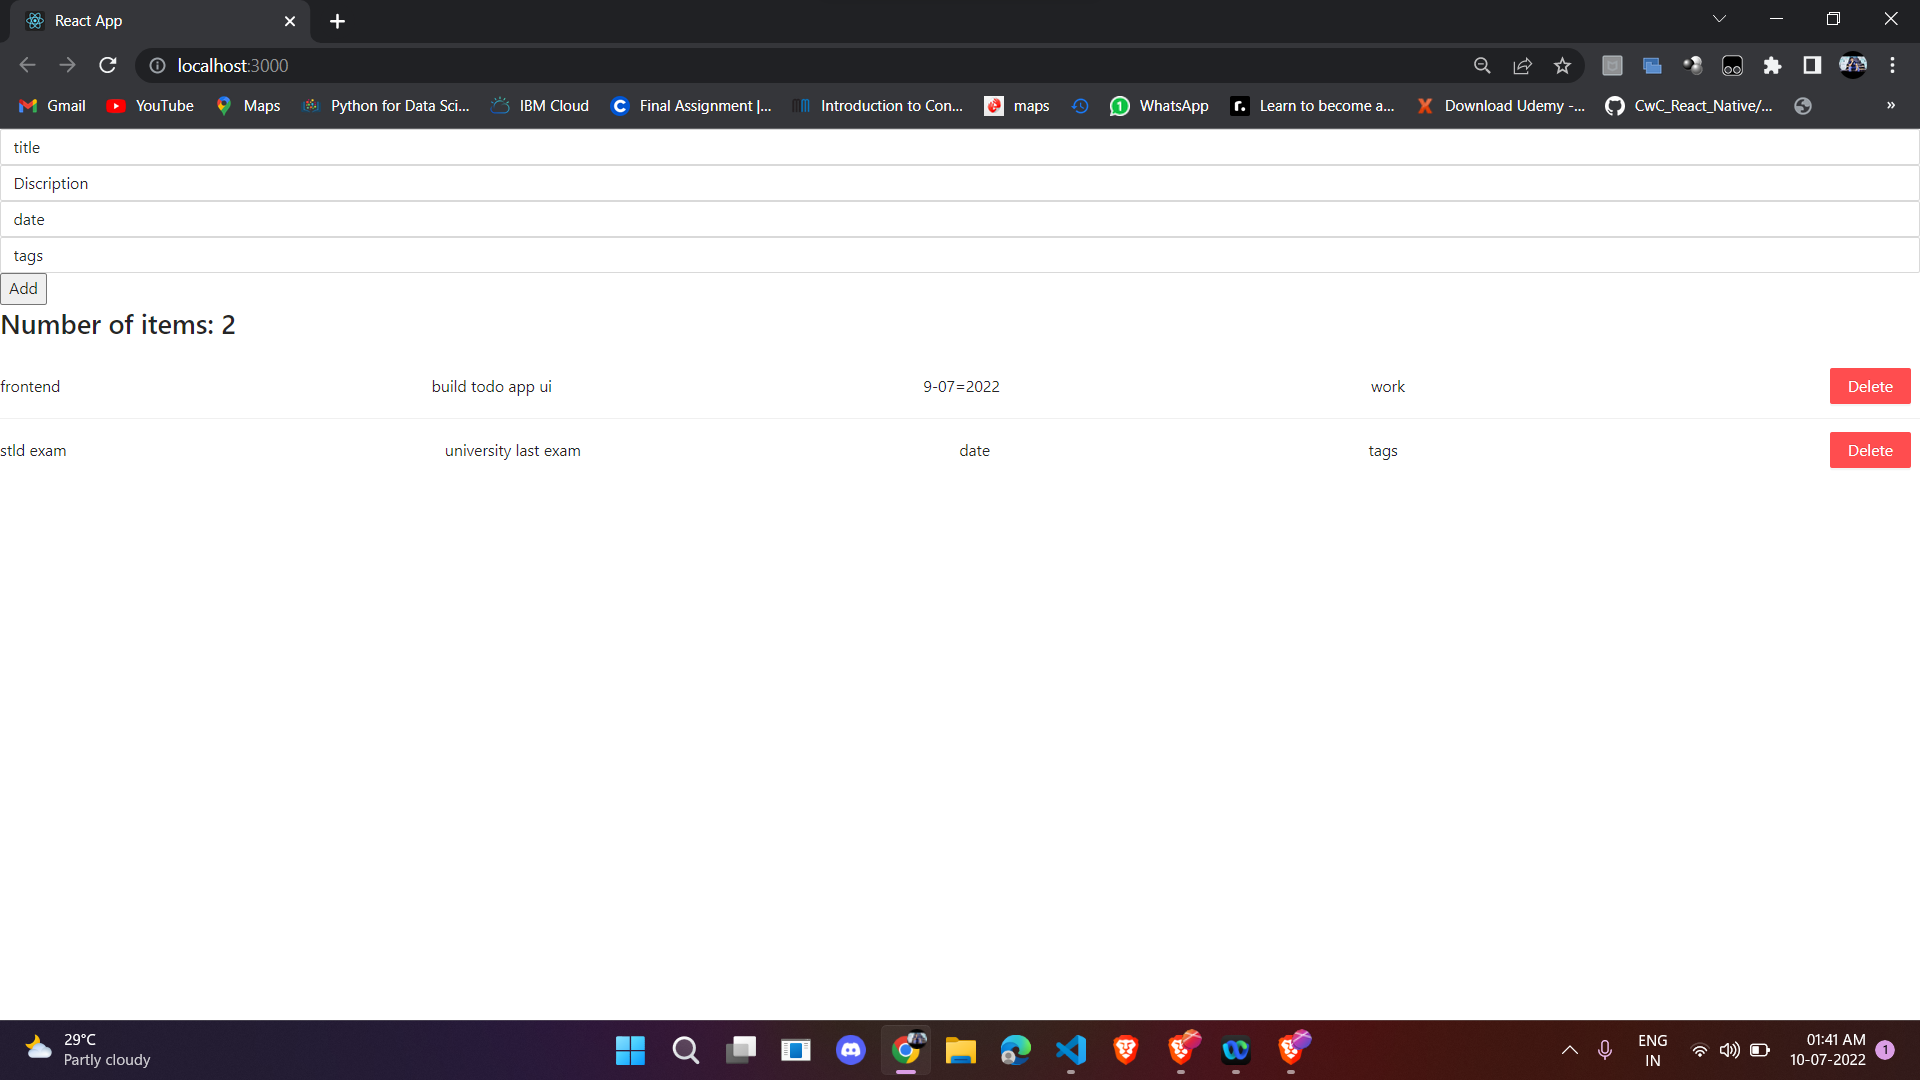 React App
localhost:3000
Gmail YouTube Maps Python for Data Sci... IBM Cloud Final Assignment |... Introduction to Con... maps WhatsApp Learn to become a... Download Udemy -... CwC_React_Native/... »
title
Discription
date
tags
Add
Number of items: 2
frontend build todo app ui 9-07=2022 work Delete
stld exam university last exam date tags Delete
29°C
Partly cloudy
ENG
IN
01:41 AM
10-07-2022
1